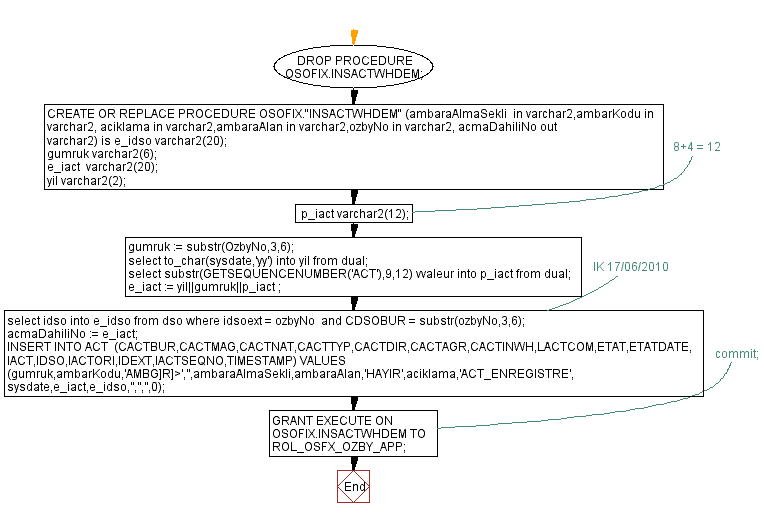 DROP PROCEDURE
OSOFIX.INSACTWHDEM;
CREATE OR REPLACE PROCEDURE OSOFIX."INSACTWHDEM" (ambaraAlmaSekli  in varchar2,ambarKodu in
varchar2, aciklama in varchar2,ambaraAlan in varchar2,ozbyNo in varchar2, acmaDahiliNo out
varchar2) is e_idso varchar2(20);
gumruk varchar2(6);
e_iact  varchar2(20);
yil varchar2(2);
8+4 = 12
p_iact varchar2(12);
gumruk := substr(OzbyNo,3,6);
select to_char(sysdate,'yy') into yil from dual;
select substr(GETSEQUENCENUMBER('ACT'),9,12) waleur into p_iact from dual;
e_iact := yil||gumruk||p_iact ;
IK 17/06/2010
select idso into e_idso from dso where idsoext = ozbyNo  and CDSOBUR = substr(ozbyNo,3,6);
acmaDahiliNo := e_iact;
INSERT INTO ACT  (CACTBUR,CACTMAG,CACTNAT,CACTTYP,CACTDIR,CACTAGR,CACTINWH,LACTCOM,ETAT,ETATDATE,
IACT,IDSO,IACTORI,IDEXT,IACTSEQNO,TIMESTAMP) VALUES
(gumruk,ambarKodu,'AMBG]R]>','',ambaraAlmaSekli,ambaraAlan,'HAYIR',aciklama,'ACT_ENREGISTRE',
sysdate,e_iact,e_idso,'','','',0);
commit;
GRANT EXECUTE ON
OSOFIX.INSACTWHDEM TO
ROL_OSFX_OZBY_APP;
End